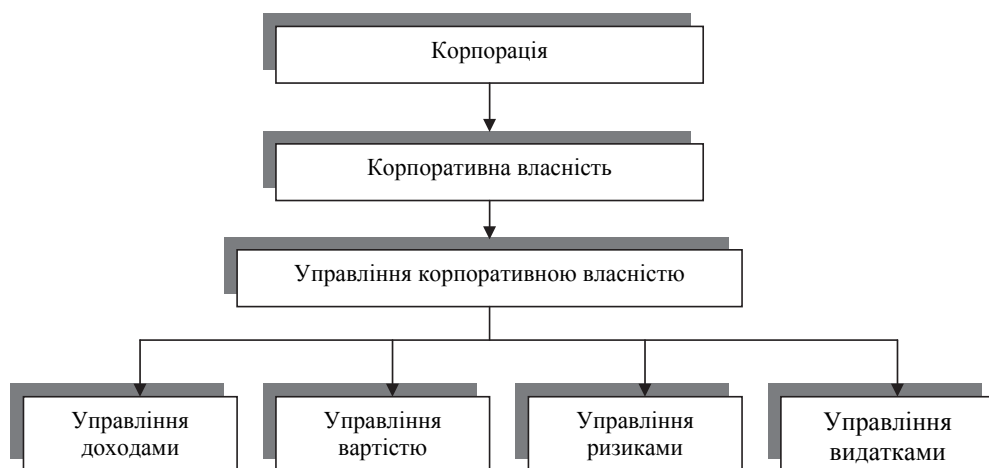 Корпорація
Корпоративна власність
Управління корпоративною власністю
Управління
доходами
Управління
вартістю
Управління
ризиками
Управління
видатками